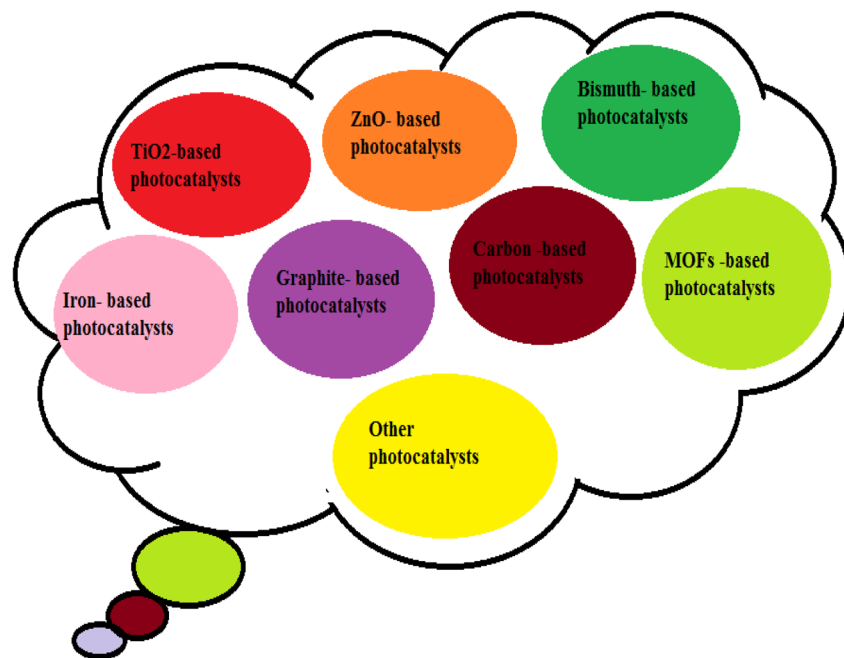 TiO2-based
photocatalysts
ZnO- based
photocatalysts
Bismuth- based
photocatalysts
Iron- based
photocatalysts
Graphite- based
photocatalysts
Carbon -based
photocatalysts
MOFs -based
photocatalysts
Other
photocatalysts